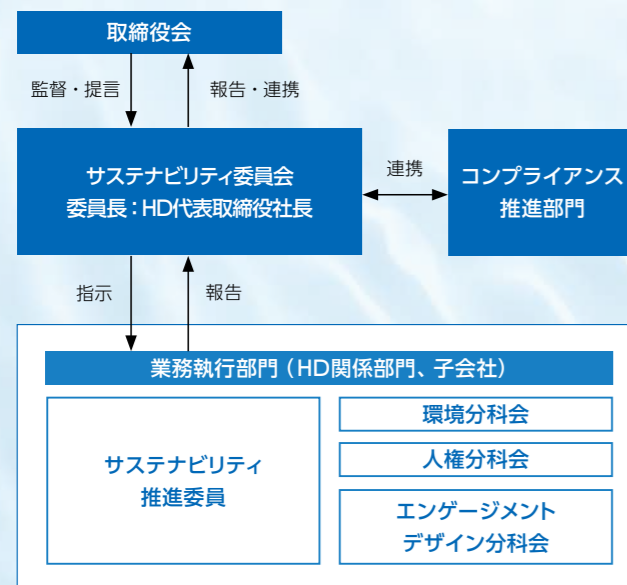 取締役会
監督・提言
報告・連携
サステナビリティ委員会
委員長：HD代表取締役社長
連携
コンプライアンス
推進部門
指示
報告
業務執行部門（HD関係部門、子会社）
サステナビリティ
推進委員
環境分科会
人権分科会
エンゲージメント
デザイン分科会